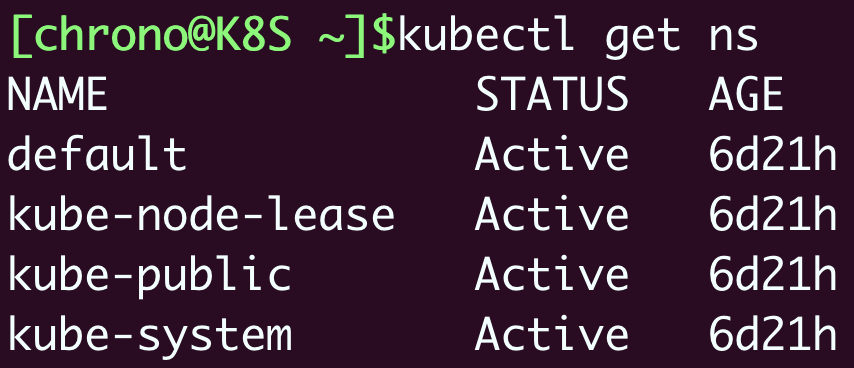 [chrono@K8S ~]$kubectl get ns
NAME STATUS AGE
default Active 6d21h
kube-node-lease Active 6d21h
kube-public Active 6d21h
kube-system Active 6d21h